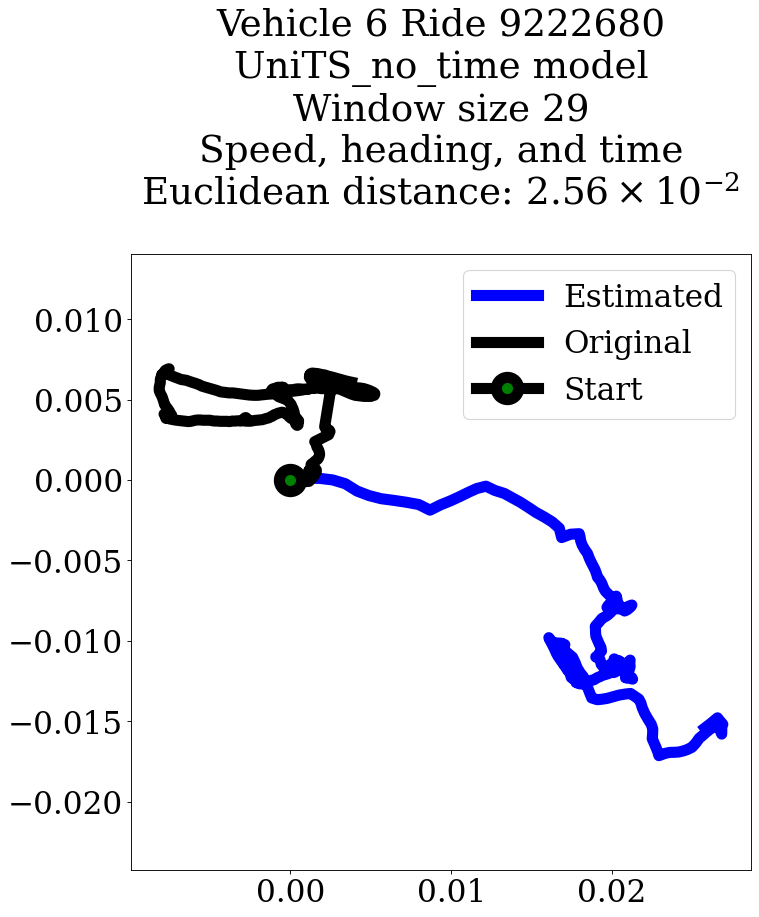 Vehicle 6 Ride 9222680
UniTS_no_time model
Window size 29
Speed, heading, and time
Euclidean distance: 2.56 × 10⁻²
Estimated
Original
Start
0.010
0.005
0.000
−0.005
−0.010
−0.015
−0.020
0.00 0.01 0.02